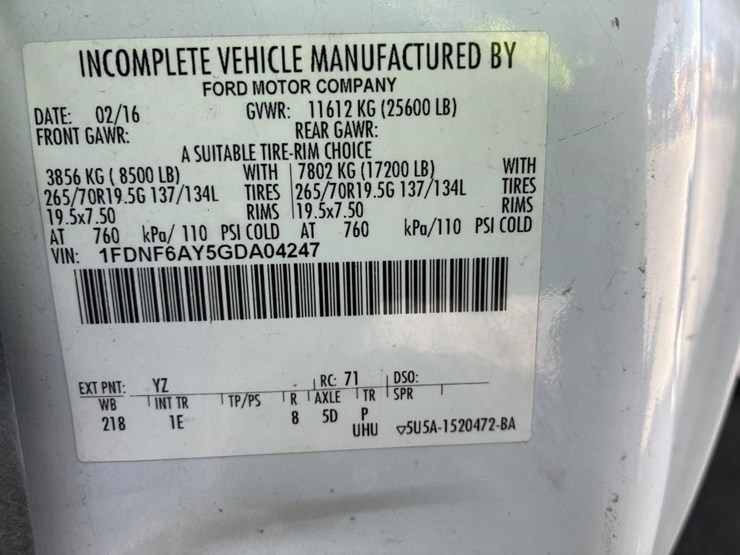 INCOMPLETE VEHICLE MANUFACTURED BY
FORD MOTOR COMPANY
DATE: 02/16 GVWR: 11612 KG (25600 LB)
FRONT GAWR: REAR GAWR:
A SUITABLE TIRE-RIM CHOICE
3856 KG ( 8500 LB) WITH 7802 KG (17200 LB) WITH
265/70R19.5G 137/134L TIRES 265/70R19.5G 137/134L TIRES
19.5x7.50 RIMS 19.5x7.50 RIMS
AT 760 kPa/ 110 PSI COLD AT 760 kPa/110 PSI COLD
VIN: 1FDNF6AY5GDA04247
EXT PNT: YZ RC: 71 DSO:
WB INT TR TP/PS R AXLE TR SPR
218 1E 8 5D P
UHU ▽5U5A-1520472-BA